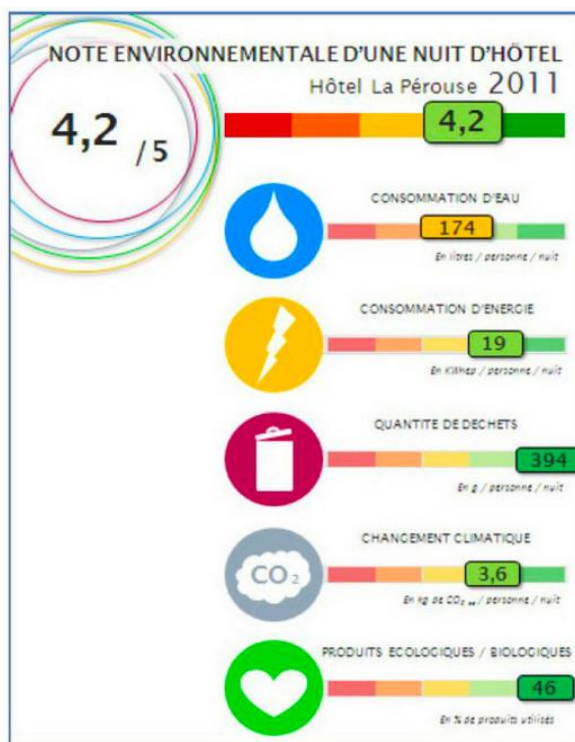 NOTE ENVIRONNEMENTALE D'UNE NUIT D'HÔTEL
Hôtel La Pérouse 2011
4,2 /5
4,2
CONSOMMATION D'EAU
174
En litres / personne / nuit
CONSOMMATION D'ENERGIE
19
En KWhep / personne / nuit
QUANTITE DE DECHETS
394
En g / personne / nuit
CHANGEMENT CLIMATIQUE
CO2
3,6
En kg de CO2 / personne / nuit
PRODUITS ECOLOGIQUES / BIOLOGIQUES
46
En % de produits utilisés